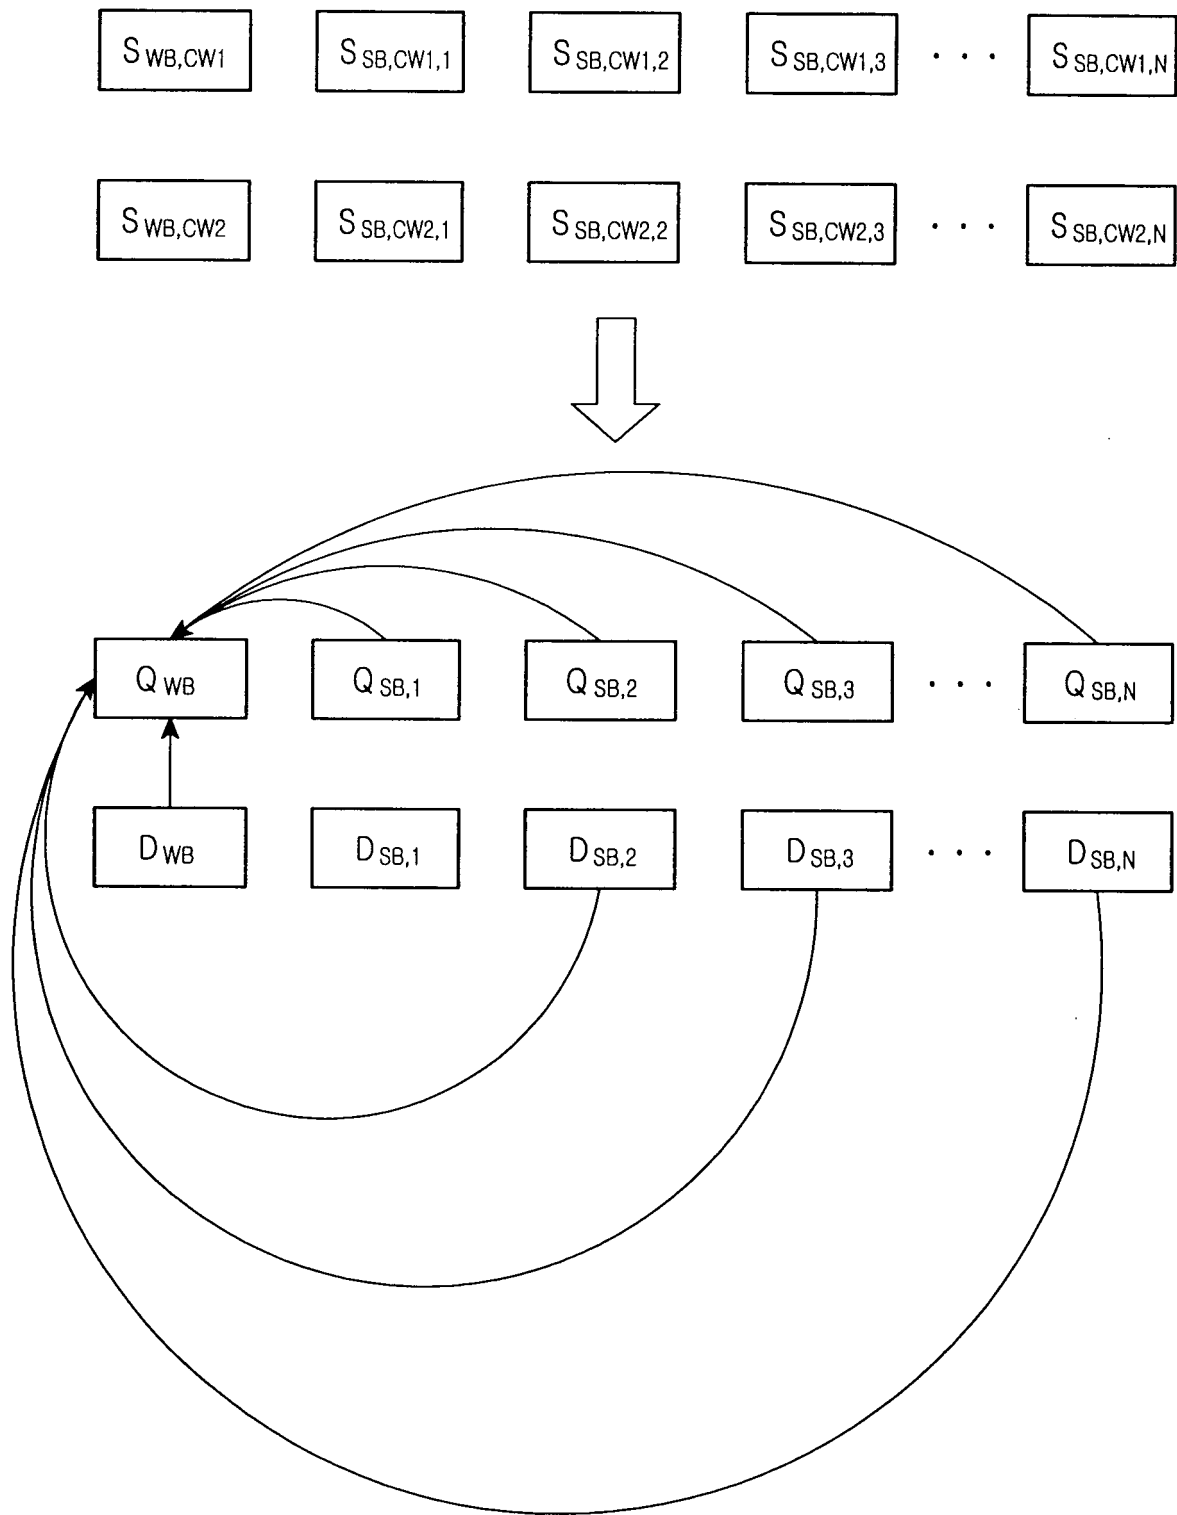 S WB,CW1 S SB,CW1,1 S SB,CW1,2 S SB,CW1,3 · · · S SB,CW1,N
S WB,CW2 S SB,CW2,1 S SB,CW2,2 S SB,CW2,3 · · · S SB,CW2,N
Q WB Q SB,1 Q SB,2 Q SB,3 · · · Q SB,N
D WB D SB,1 D SB,2 D SB,3 · · · D SB,N